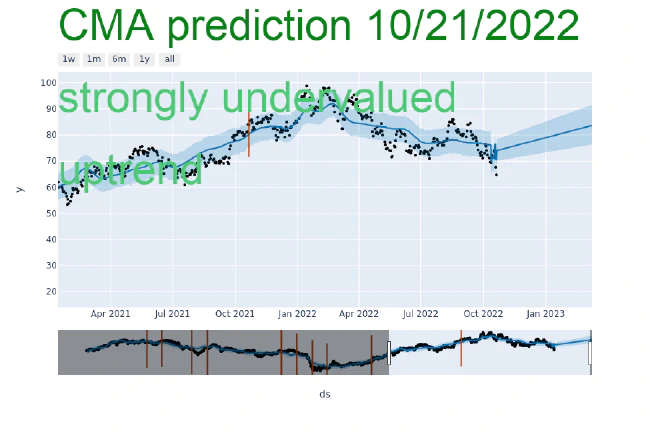 CMA prediction 10/21/2022
1w 1m 6m 1y all
100
strongly undervalued
90
80
70
uptrend
60
y
50
40
30
20
Apr 2021 Jul 2021 Oct 2021 Jan 2022 Apr 2022 Jul 2022 Oct 2022 Jan 2023
ds